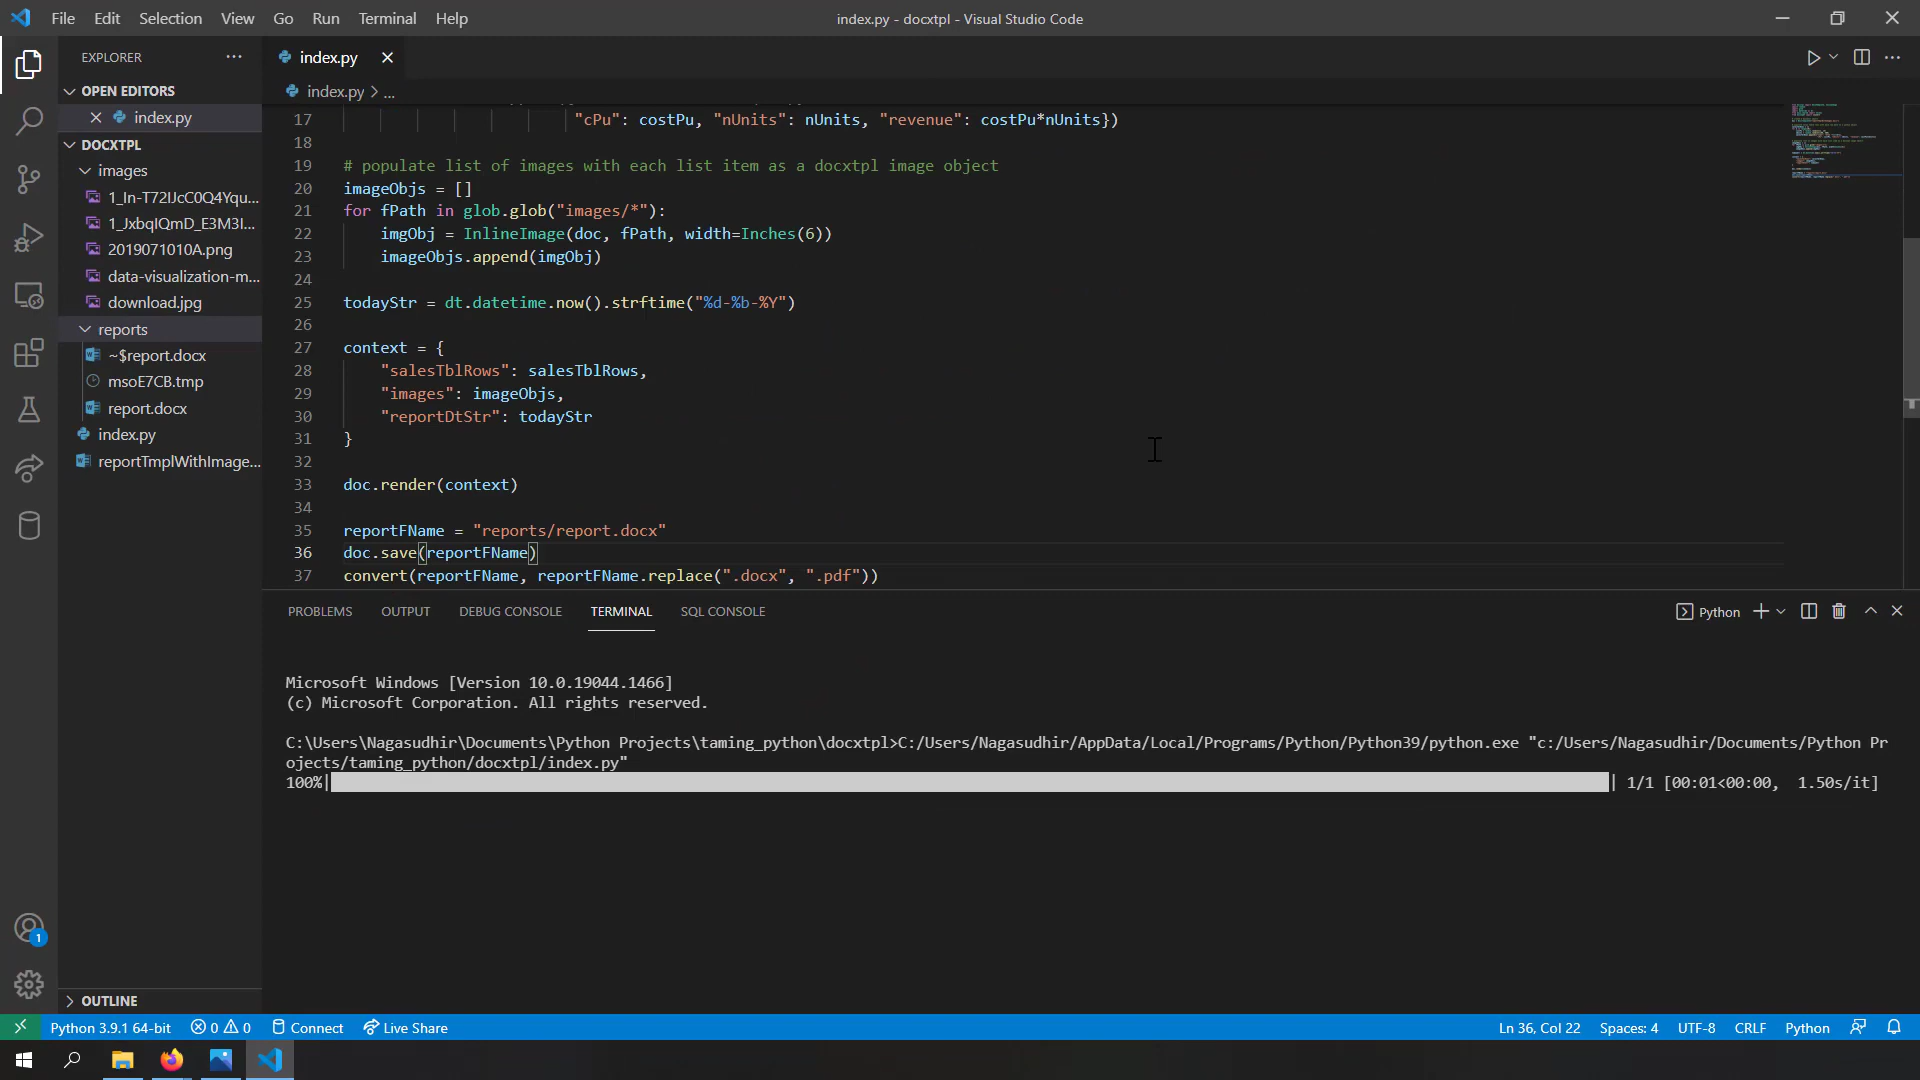 File Edit Selection View Go Run Terminal Help
index.py - docxtpl - Visual Studio Code
EXPLORER
OPEN EDITORS
index.py
DOCXTPL
images
1_In-T72IJcC0Q4Yqu...
1_JxbqIQmD_E3M3I...
2019071010A.png
data-visualization-m...
download.jpg
reports
~$report.docx
msoE7CB.tmp
report.docx
index.py
reportTmplWithImage...
OUTLINE
index.py
index.py > ...
17 "cPu": costPu, "nUnits": nUnits, "revenue": costPu*nUnits})
18
19 # populate list of images with each list item as a docxtpl image object
20 imageObjs = []
21 for fPath in glob.glob("images/*"):
22 imgObj = InlineImage(doc, fPath, width=Inches(6))
23 imageObjs.append(imgObj)
24
25 todayStr = dt.datetime.now().strftime("%d-%b-%Y")
26
27 context = {
28 "salesTblRows": salesTblRows,
29 "images": imageObjs,
30 "reportDtStr": todayStr
31 }
32
33 doc.render(context)
34
35 reportFName = "reports/report.docx"
36 doc.save(reportFName)
37 convert(reportFName, reportFName.replace(".docx", ".pdf"))
PROBLEMS OUTPUT DEBUG CONSOLE TERMINAL SQL CONSOLE
Python
Microsoft Windows [Version 10.0.19044.1466]
(c) Microsoft Corporation. All rights reserved.
C:\Users\Nagasudhir\Documents\Python Projects\taming_python\docxtpl>C:/Users/Nagasudhir/AppData/Local/Programs/Python/Python39/python.exe "c:/Users/Nagasudhir/Documents/Python Pr
ojects/taming_python/docxtpl/index.py"
100%| | 1/1 [00:01<00:00, 1.50s/it]
1
Python 3.9.1 64-bit 0 0 Connect Live Share
Ln 36, Col 22 Spaces: 4 UTF-8 CRLF Python